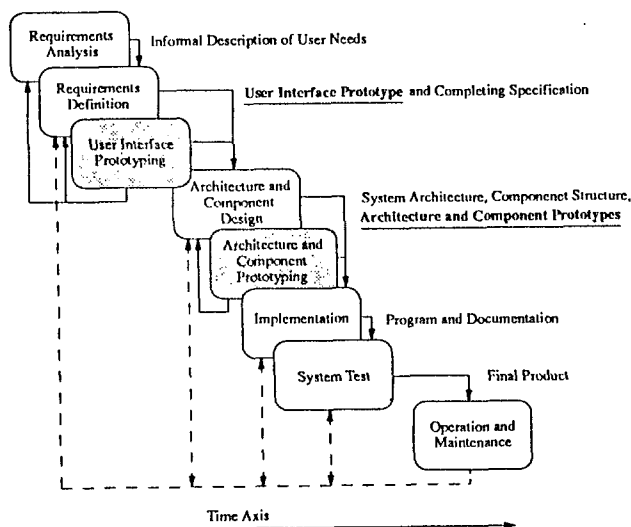 Requirements
Analysis
Informal Description of User Needs
Requirements
Definition
User Interface Prototype and Completing Specification
User Interface
Prototyping
Architecture and
Component
Design
System Architecture, Componenet Structure,
Architecture and Component Prototypes
Architecture and
Component
Prototyping
Implementation
Program and Documentation
System Test
Final Product
Operation and
Maintenance
Time Axis